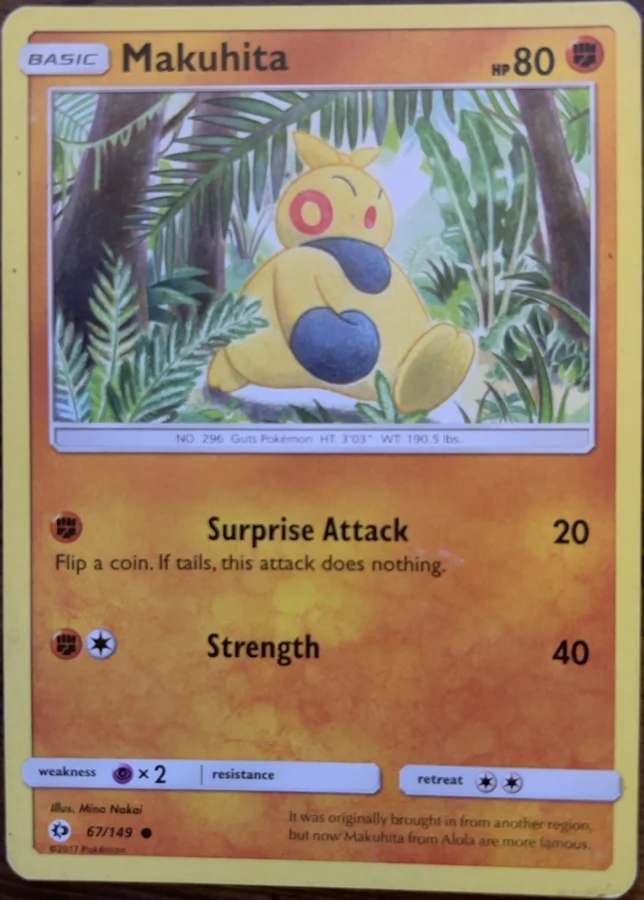 BASIC Makuhita HP 80
NO. 296 Guts Pokémon HT: 3'03" WT: 190.5 lbs.
Surprise Attack 20
Flip a coin. If tails, this attack does nothing.
Strength 40
weakness ×2 resistance
retreat
Illus. Mina Nakai
67/149
©2017 Pokémon
It was originally brought in from another region,
but now Makuhita from Alola are more famous.